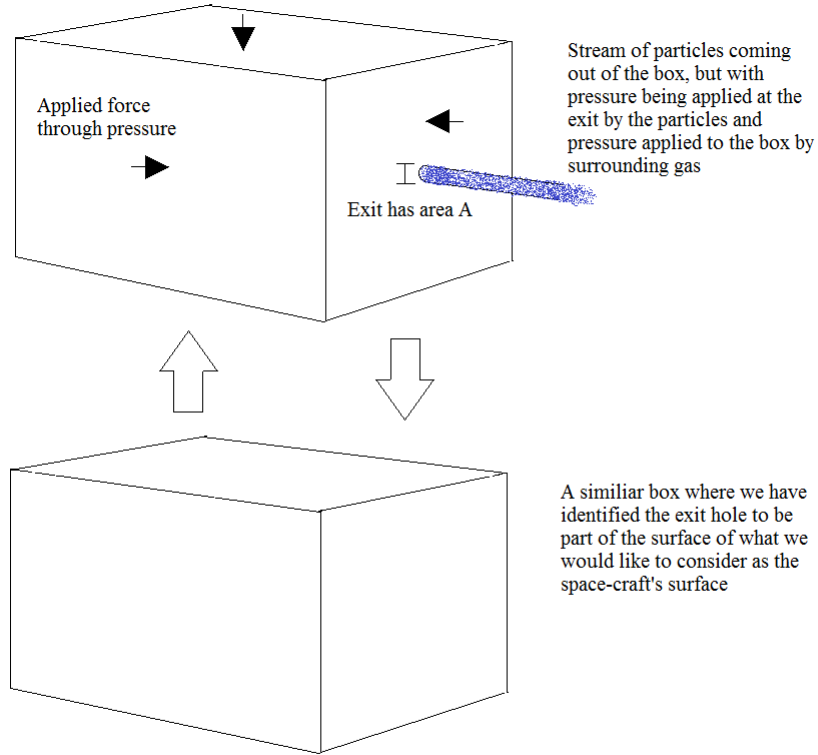 Stream of particles coming
out of the box, but with
pressure being applied at the
exit by the particles and
pressure applied to the box by
surrounding gas
Applied force
through pressure
Exit has area A
A similiar box where we have
identified the exit hole to be
part of the surface of what we
would like to consider as the
space-craft's surface